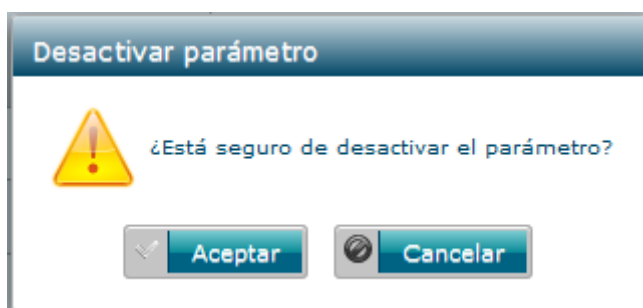 Desactivar parámetro
¿Está seguro de desactivar el parámetro?
Aceptar
Cancelar